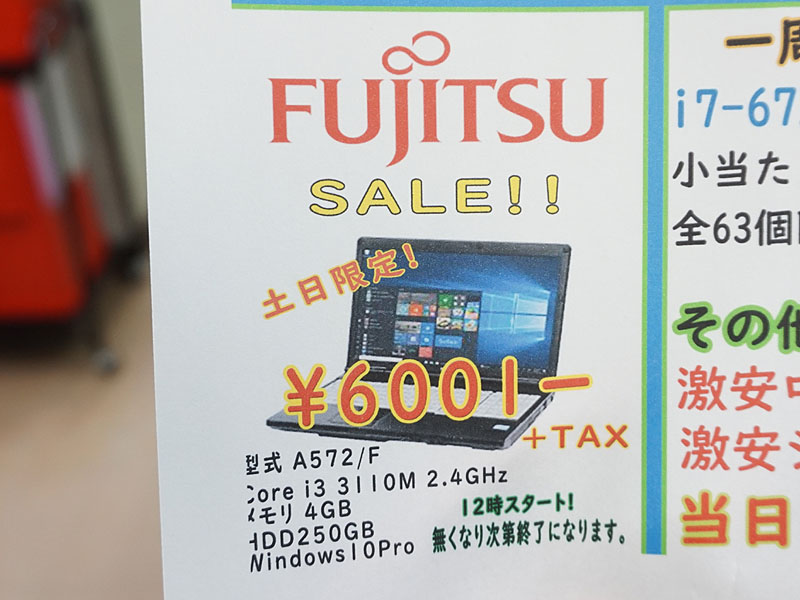 FUJITSU
SALE!!
土日限定!
¥6001ー
+TAX
型式 A572/F
Core i3 3110M 2.4GHz
メモリ 4GB
HDD250GB
Windows10Pro
12時スタート!
無くなり次第終了になります。
一周
i7-67
小当た
全63個
その他
激安
激安
当日